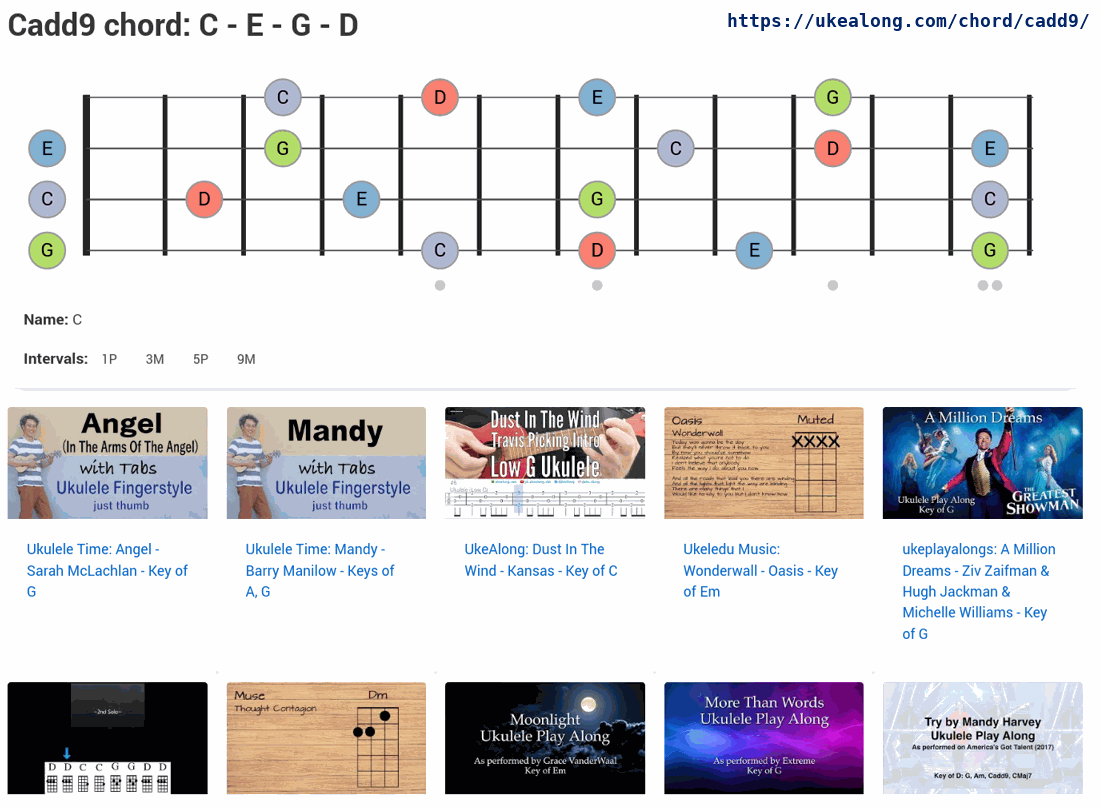 Cadd9 chord: C - E - G - D
https://ukealong.com/chord/cadd9/
C D E G
E G C D E
C D E G C
G C D E G
Name: C
Intervals: 1P 3M 5P 9M
Angel
(In The Arms Of The Angel)
with Tabs
Ukulele Fingerstyle
just thumb
Mandy
with Tabs
Ukulele Fingerstyle
just thumb
Dust In The Wind
Travis Picking Intro
Low G Ukulele
Oasis
Wonderwall
Muted
XXXX
A Million Dreams
Ukulele Play Along
Key of G
THE
GREATEST
SHOWMAN
Ukulele Time: Angel -
Sarah McLachlan - Key of
G
Ukulele Time: Mandy -
Barry Manilow - Keys of
A, G
UkeAlong: Dust In The
Wind - Kansas - Key of C
Ukeledu Music:
Wonderwall - Oasis - Key
of Em
ukeplayalongs: A Million
Dreams - Ziv Zaifman &
Hugh Jackman &
Michelle Williams - Key
of G
~2nd Solo~
D D C C G G D D
Muse
Thought Contagion
Dm
Moonlight
Ukulele Play Along
As performed by Grace VanderWaal
Key of Em
More Than Words
Ukulele Play Along
As performed by Extreme
Key of G
Try by Mandy Harvey
Ukulele Play Along
As performed on America's Got Talent (2017)
Key of D: G, Am, Cadd9, CMaj7